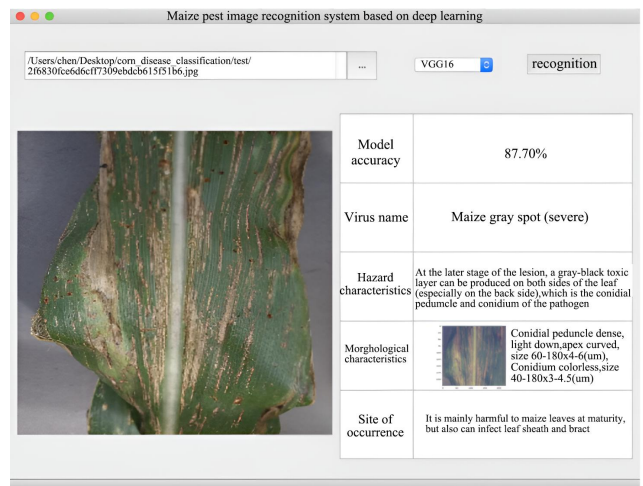 Maize pest image recognition system based on deep learning
/Users/chen/Desktop/corn_disease_classification/test/
2f6830fce6d6cff7309ebdcb615f51b6.jpg
...
VGG16
recognition
Model
accuracy
87.70%
Virus name
Maize gray spot (severe)
Hazard
characteristics
At the later stage of the lesion, a gray-black toxic
layer can be produced on both sides of the leaf
(especially on the back side),which is the conidial
pedumcle and conidium of the pathogen
Morghological
characteristics
Conidial peduncle dense,
light down,apex curved,
size 60-180x4-6(um),
Conidium colorless,size
40-180x3-4.5(um)
Site of
occurrence
It is mainly harmful to maize leaves at maturity,
but also can infect leaf sheath and bract